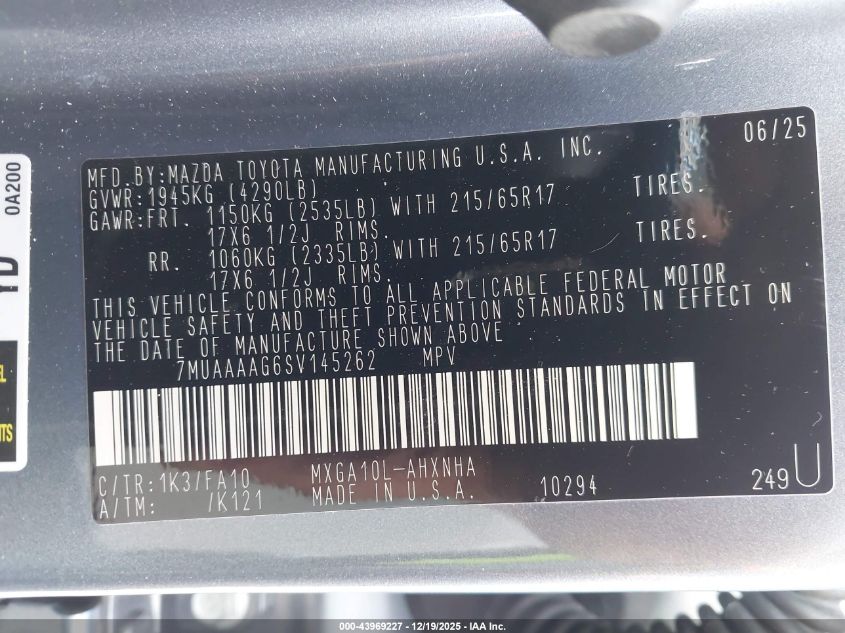 0A200
YD
EL
NTS
MFD.BY:MAZDA TOYOTA MANUFACTURING U.S.A. INC. 06/25
GVWR:1945KG (4290LB)
GAWR:FRT. 1150KG (2535LB) WITH 215/65R17 TIRES.
17X6 1/2J RIMS.
RR. 1060KG (2335LB) WITH 215/65R17 TIRES.
17X6 1/2J RIMS.
THIS VEHICLE CONFORMS TO ALL APPLICABLE FEDERAL MOTOR
VEHICLE SAFETY AND THEFT PREVENTION STANDARDS IN EFFECT ON
THE DATE OF MANUFACTURE SHOWN ABOVE
7MUAAAAG6SV145262 MPV
C/TR:1K3/FA10 MXGA10L-AHXNHA
A/TM: /K121 MADE IN U.S.A. 10294 249U
000-43969227 - 12/19/2025 - IAA Inc.